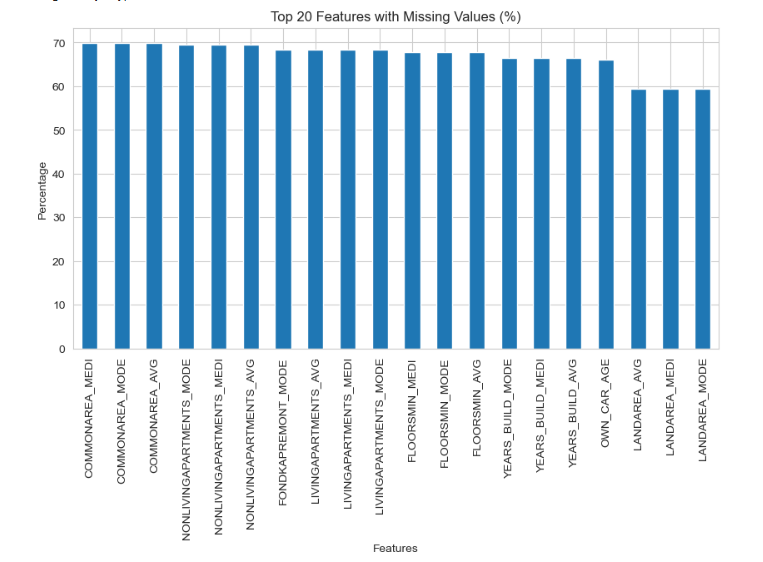 Top 20 Features with Missing Values (%)
Percentage
70
60
50
40
30
20
10
0
COMMONAREA_MEDI
COMMONAREA_MODE
COMMONAREA_AVG
NONLIVINGAPARTMENTS_MODE
NONLIVINGAPARTMENTS_MEDI
NONLIVINGAPARTMENTS_AVG
FONDKAPREMONT_MODE
LIVINGAPARTMENTS_AVG
LIVINGAPARTMENTS_MEDI
LIVINGAPARTMENTS_MODE
FLOORSMIN_MEDI
FLOORSMIN_MODE
FLOORSMIN_AVG
YEARS_BUILD_MODE
YEARS_BUILD_MEDI
YEARS_BUILD_AVG
OWN_CAR_AGE
LANDAREA_AVG
LANDAREA_MEDI
LANDAREA_MODE
Features